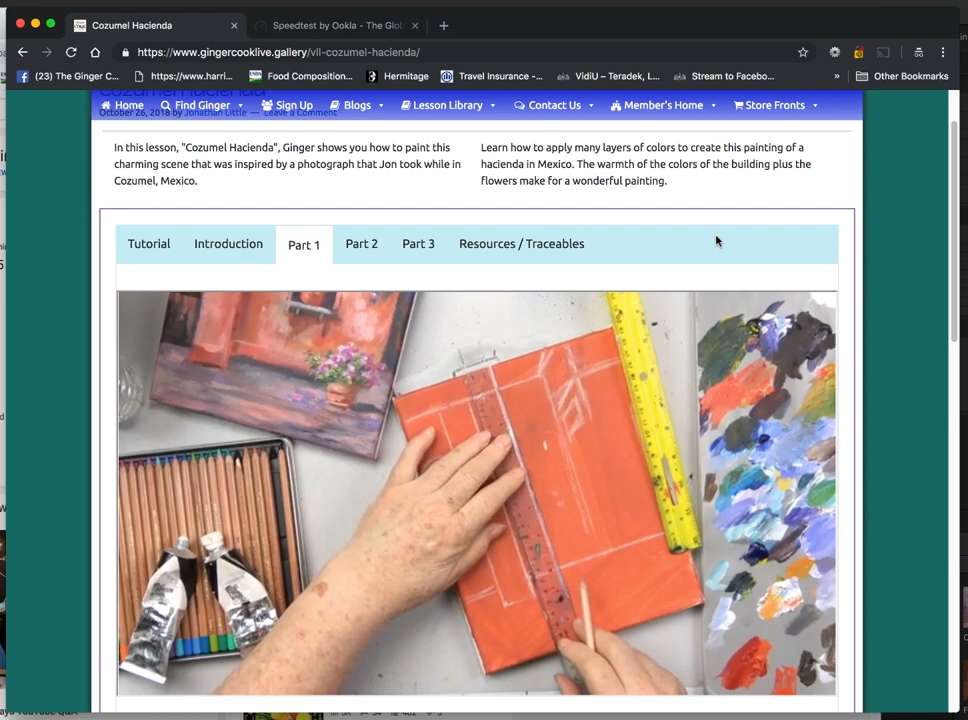 Cozumel Hacienda
Speedtest by Ookla - The Glob
https://www.gingercooklive.gallery/vll-cozumel-hacienda/
(23) The Ginger C...
https://www.harri...
Food Composition...
Hermitage
Travel Insurance -...
VidiU – Teradek, L...
Stream to Facebo...
»
Other Bookmarks
Cozumel Hacienda
Home
Find Ginger
Sign Up
Blogs
Lesson Library
Contact Us
Member's Home
Store Fronts
October 26, 2018 by Jonathan Little — Leave a Comment
In this lesson, "Cozumel Hacienda", Ginger shows you how to paint this
charming scene that was inspired by a photograph that Jon took while in
Cozumel, Mexico.
Learn how to apply many layers of colors to create this painting of a
hacienda in Mexico. The warmth of the colors of the building plus the
flowers make for a wonderful painting.
Tutorial
Introduction
Part 1
Part 2
Part 3
Resources / Traceables